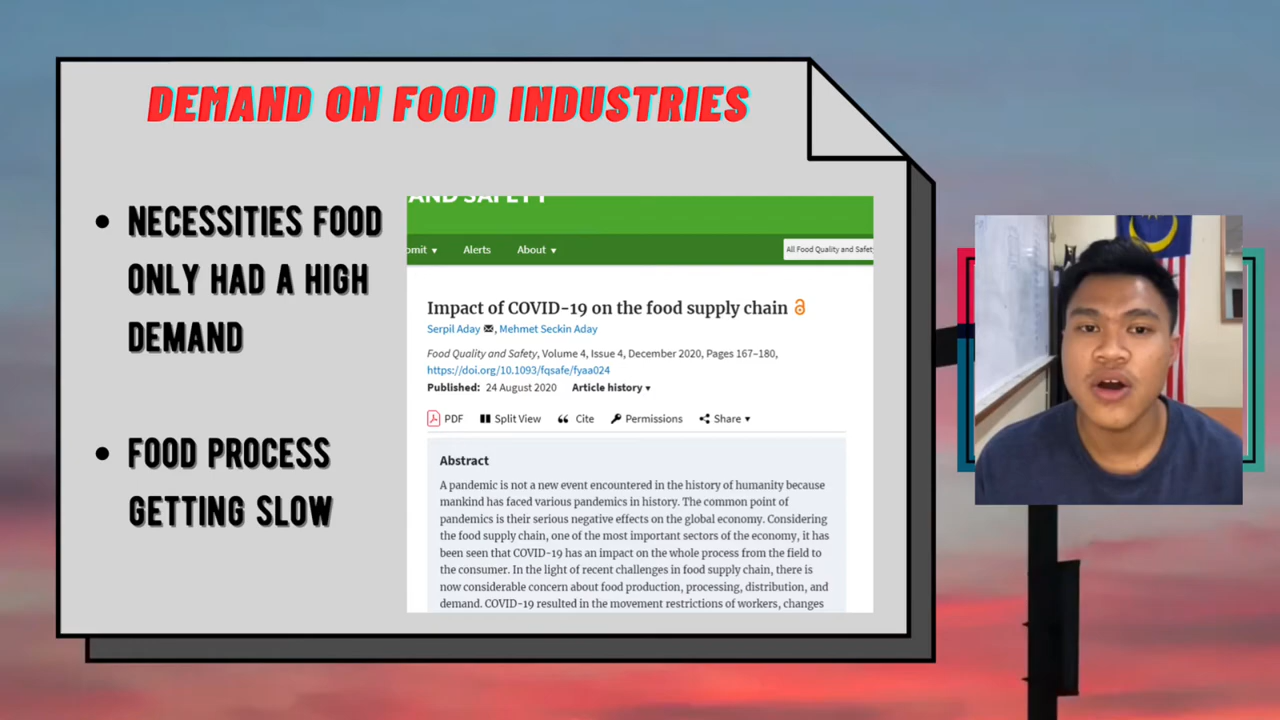 DEMAND ON FOOD INDUSTRIES
NECESSITIES FOOD
ONLY HAD A HIGH
DEMAND
FOOD PROCESS
GETTING SLOW
AND SAFETY
omit
Alerts
About
All Food Quality and Safety
Impact of COVID-19 on the food supply chain
Serpil Aday, Mehmet Seckin Aday
Food Quality and Safety, Volume 4, Issue 4, December 2020, Pages 167–180,
https://doi.org/10.1093/fqsafe/fyaa024
Published: 24 August 2020 Article history
PDF Split View Cite Permissions Share
Abstract
A pandemic is not a new event encountered in the history of humanity because
mankind has faced various pandemics in history. The common point of
pandemics is their serious negative effects on the global economy. Considering
the food supply chain, one of the most important sectors of the economy, it has
been seen that COVID-19 has an impact on the whole process from the field to
the consumer. In the light of recent challenges in food supply chain, there is
now considerable concern about food production, processing, distribution, and
demand. COVID-19 resulted in the movement restrictions of workers, changes